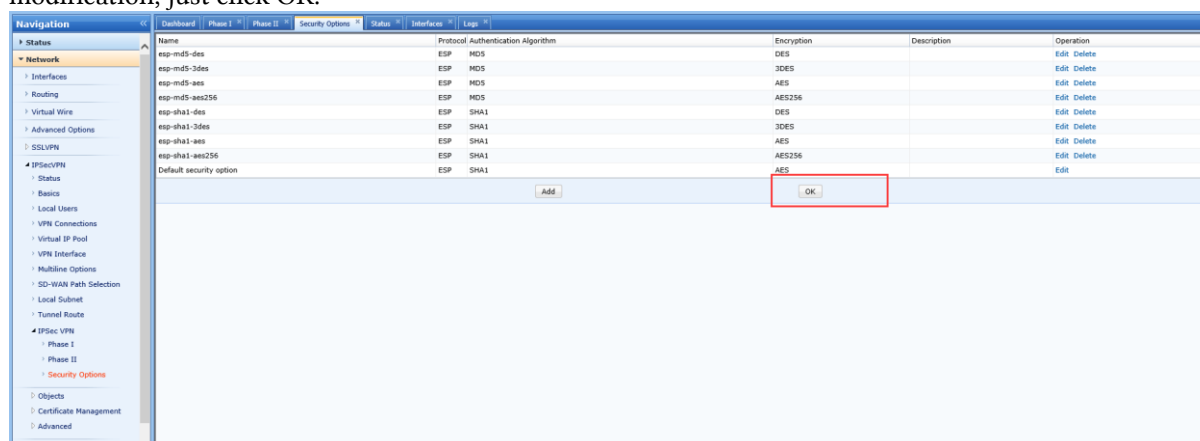 modification, just click OK.
Navigation «
Dashboard Phase I × Phase II × Security Options × Status × Interfaces × Logs ×
Status
Network
Interfaces
Routing
Virtual Wire
Advanced Options
SSLVPN
IPSecVPN
Status
Basics
Local Users
VPN Connections
Virtual IP Pool
VPN Interface
Multiline Options
SD-WAN Path Selection
Local Subnet
Tunnel Route
IPSec VPN
Phase I
Phase II
Security Options
Objects
Certificate Management
Advanced
Name Protocol Authentication Algorithm Encryption Description Operation
esp-md5-des ESP MD5 DES Edit Delete
esp-md5-3des ESP MD5 3DES Edit Delete
esp-md5-aes ESP MD5 AES Edit Delete
esp-md5-aes256 ESP MD5 AES256 Edit Delete
esp-sha1-des ESP SHA1 DES Edit Delete
esp-sha1-3des ESP SHA1 3DES Edit Delete
esp-sha1-aes ESP SHA1 AES Edit Delete
esp-sha1-aes256 ESP SHA1 AES256 Edit Delete
Default security option ESP SHA1 AES Edit
Add OK